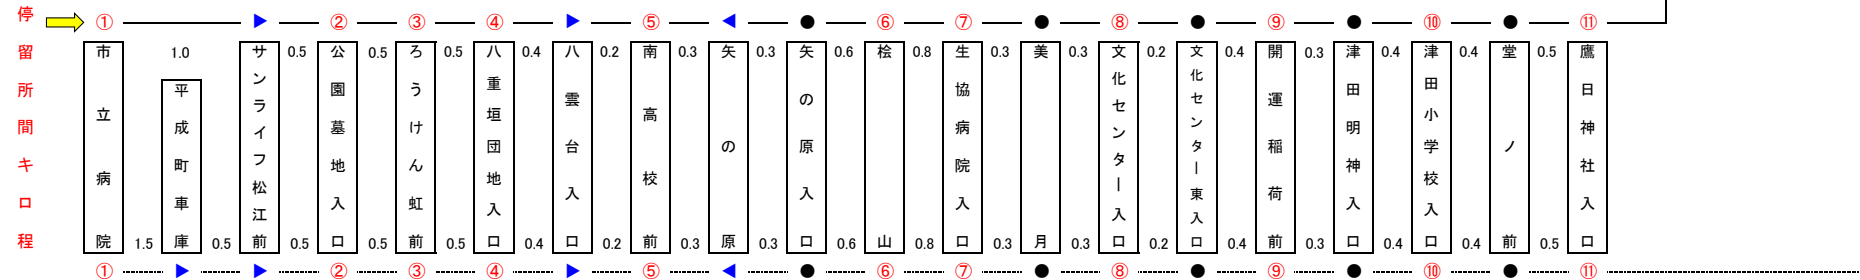 停留所間キロ程
① ▶ ② ③ ④ ▶ ⑤ ◀ ● ⑥ ⑦ ● ⑧ ● ⑨ ● ⑩ ● ⑪
1.0 0.5 0.5 0.5 0.4 0.2 0.3 0.3 0.6 0.8 0.3 0.3 0.2 0.4 0.3 0.4 0.4 0.5
市立病院
平成町車庫
サンライフ松江前
公園墓地入口
ろうけん虹前
八重垣団地入口
八雲台入口
南高校前
矢の原
矢の原入口
桧山
生協病院入口
美月
文化センター入口
文化センター東入口
開運稲荷前
津田明神入口
津田小学校入口
堂ノ前
鷹日神社入口
1.5 0.5 0.5 0.5 0.5 0.4 0.2 0.3 0.3 0.6 0.8 0.3 0.3 0.2 0.4 0.3 0.4 0.4 0.5
① ▶ ▶ ② ③ ④ ▶ ⑤ ◀ ● ⑥ ⑦ ● ⑧ ● ⑨ ● ⑩ ● ⑪